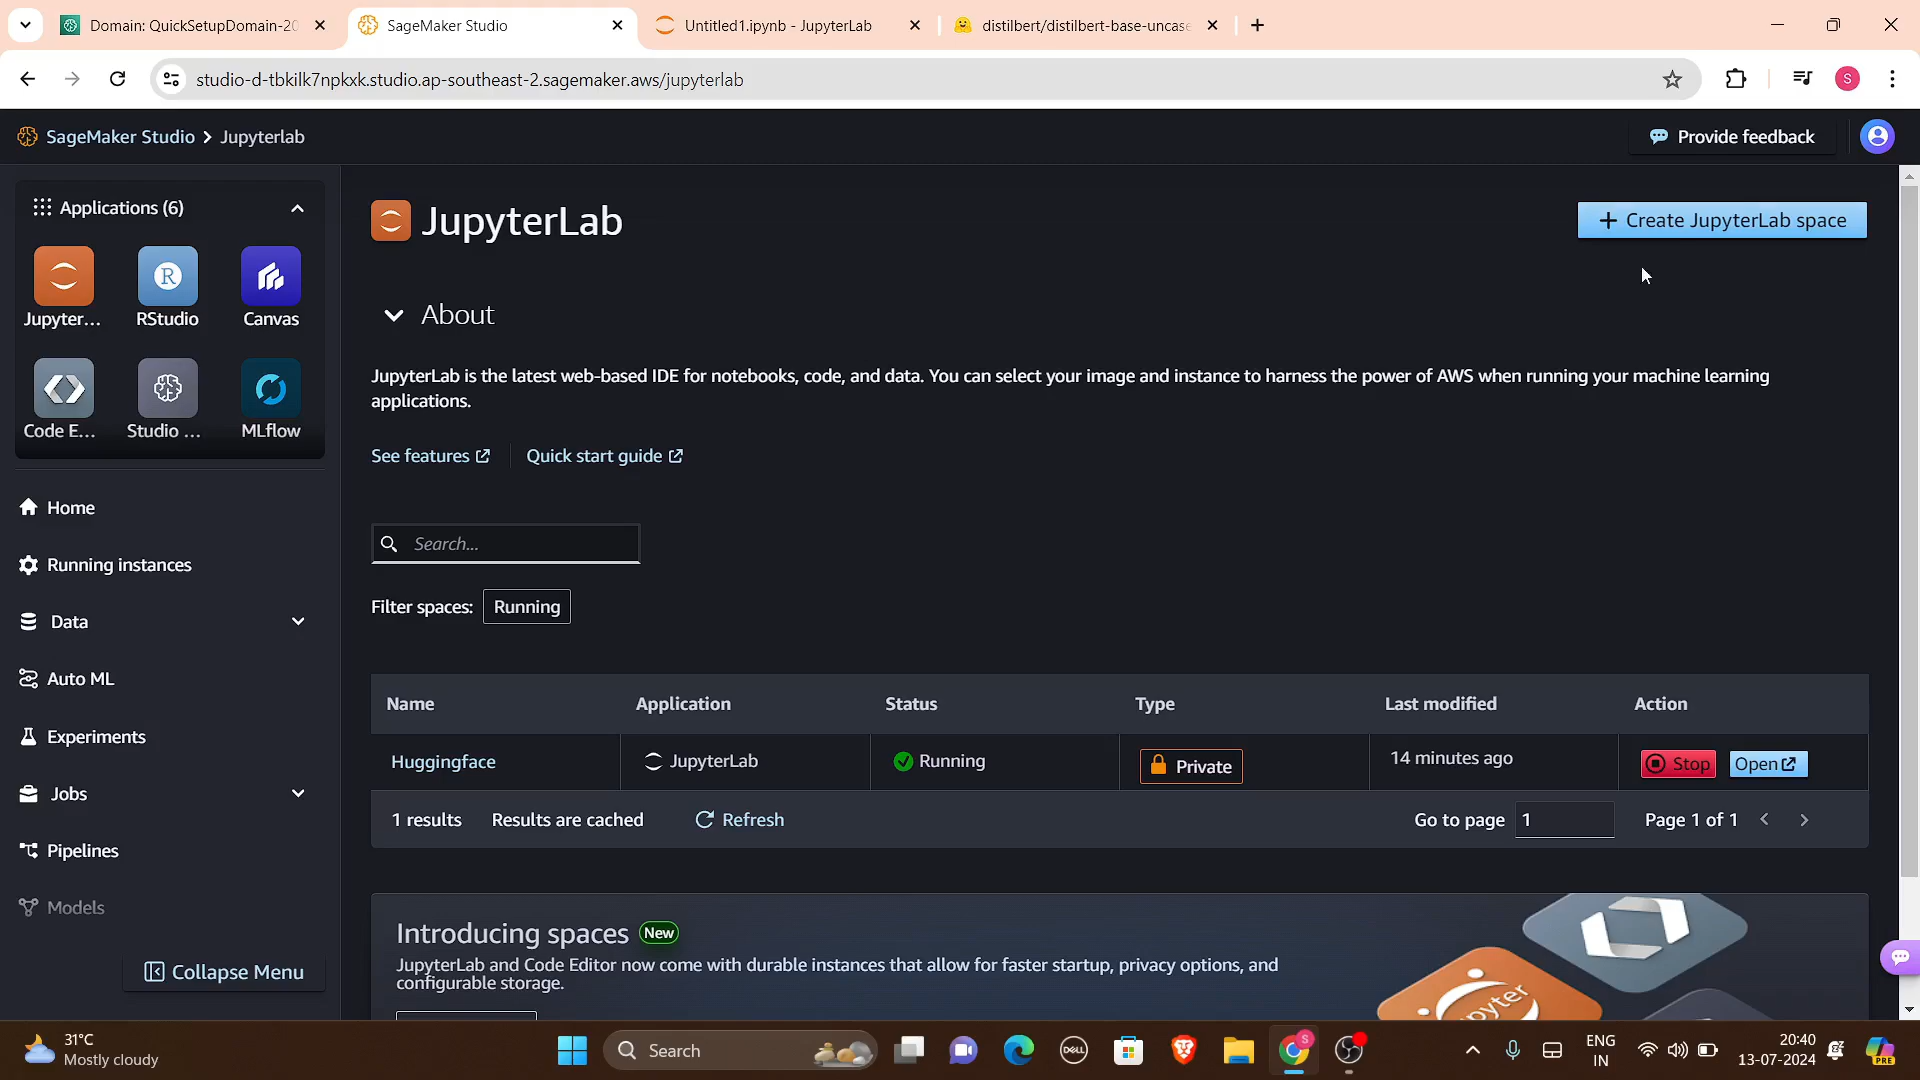 Domain: QuickSetupDomain-20
SageMaker Studio
Untitled1.ipynb - JupyterLab
distilbert/distilbert-base-uncase
studio-d-tbkilk7npkxk.studio.ap-southeast-2.sagemaker.aws/jupyterlab
S
SageMaker Studio > Jupyterlab
Provide feedback
Applications (6)
Jupyter...
RStudio
Canvas
Code E...
Studio ...
MLflow
Home
Running instances
Data
Auto ML
Experiments
Jobs
Pipelines
Models
Collapse Menu
JupyterLab
+ Create JupyterLab space
About
JupyterLab is the latest web-based IDE for notebooks, code, and data. You can select your image and instance to harness the power of AWS when running your machine learning
applications.
See features
Quick start guide
Search...
Filter spaces: Running
Name Application Status Type Last modified Action
Huggingface JupyterLab Running Private 14 minutes ago Stop Open
1 results Results are cached Refresh Go to page 1 Page 1 of 1
Introducing spaces New
JupyterLab and Code Editor now come with durable instances that allow for faster startup, privacy options, and
configurable storage.
31°C
Mostly cloudy
Search
DELL
S
ENG
IN
20:40
13-07-2024
PRE